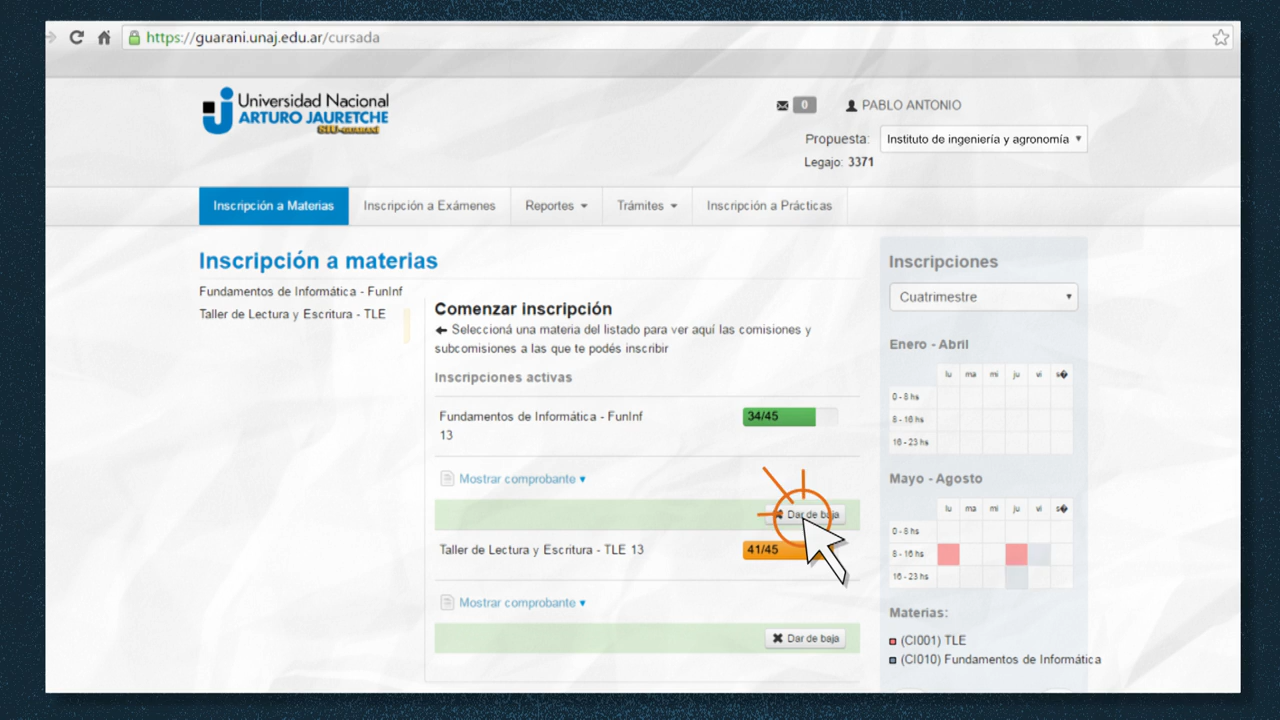 https://guarani.unaj.edu.ar/cursada
Universidad Nacional
ARTURO JAURETCHE
SIU-GUARANÍ
0
PABLO ANTONIO
Propuesta: Instituto de ingeniería y agronomía
Legajo: 3371
Inscripción a Materias
Inscripción a Exámenes
Reportes
Trámites
Inscripción a Prácticas
Inscripción a materias
Fundamentos de Informática - FunInf
Taller de Lectura y Escritura - TLE
Comenzar inscripción
Seleccioná una materia del listado para ver aquí las comisiones y
subcomisiones a las que te podés inscribir
Inscripciones activas
Fundamentos de Informática - FunInf
13
34/45
Mostrar comprobante
Dar de baja
Taller de Lectura y Escritura - TLE 13
41/45
Mostrar comprobante
Dar de baja
Inscripciones
Cuatrimestre
Enero - Abril
lu ma mi ju vi s�
0 - 8 hs
8 - 16 hs
16 - 23 hs
Mayo - Agosto
lu ma mi ju vi s�
0 - 8 hs
8 - 16 hs
16 - 23 hs
Materias:
(CI001) TLE
(CI010) Fundamentos de Informática